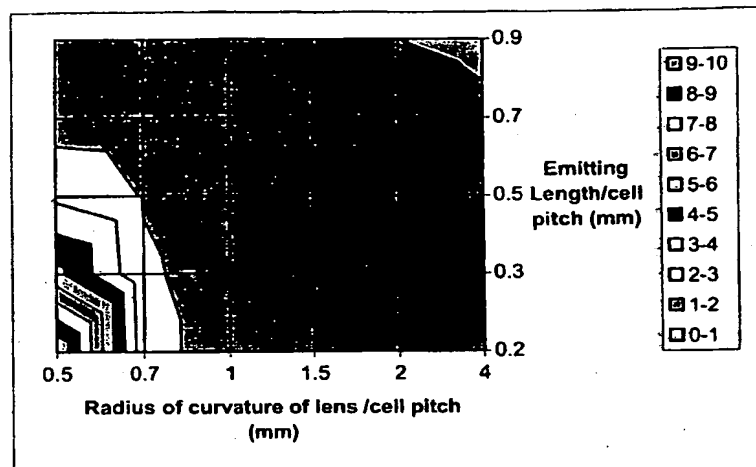 0.9
0.7
0.5
0.3
0.2
Emitting
Length/cell
pitch (mm)
0.5 0.7 1 1.5 2 4
Radius of curvature of lens /cell pitch
(mm)
9-10
8-9
7-8
6-7
5-6
4-5
3-4
2-3
1-2
0-1